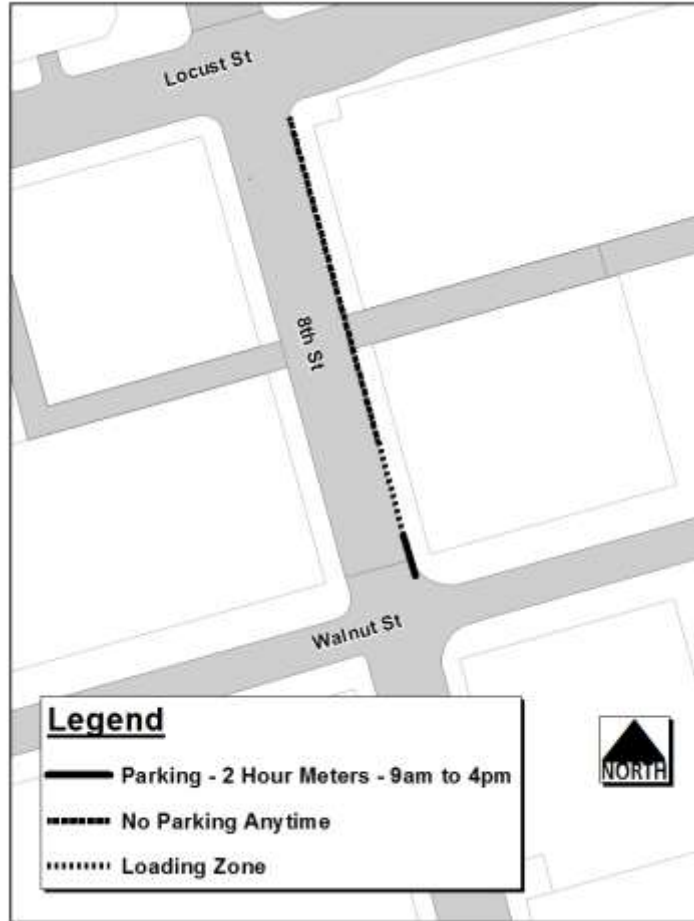 Locust St
8th St
Walnut St
Legend
Parking - 2 Hour Meters - 9am to 4pm
No Parking Anytime
Loading Zone
NORTH